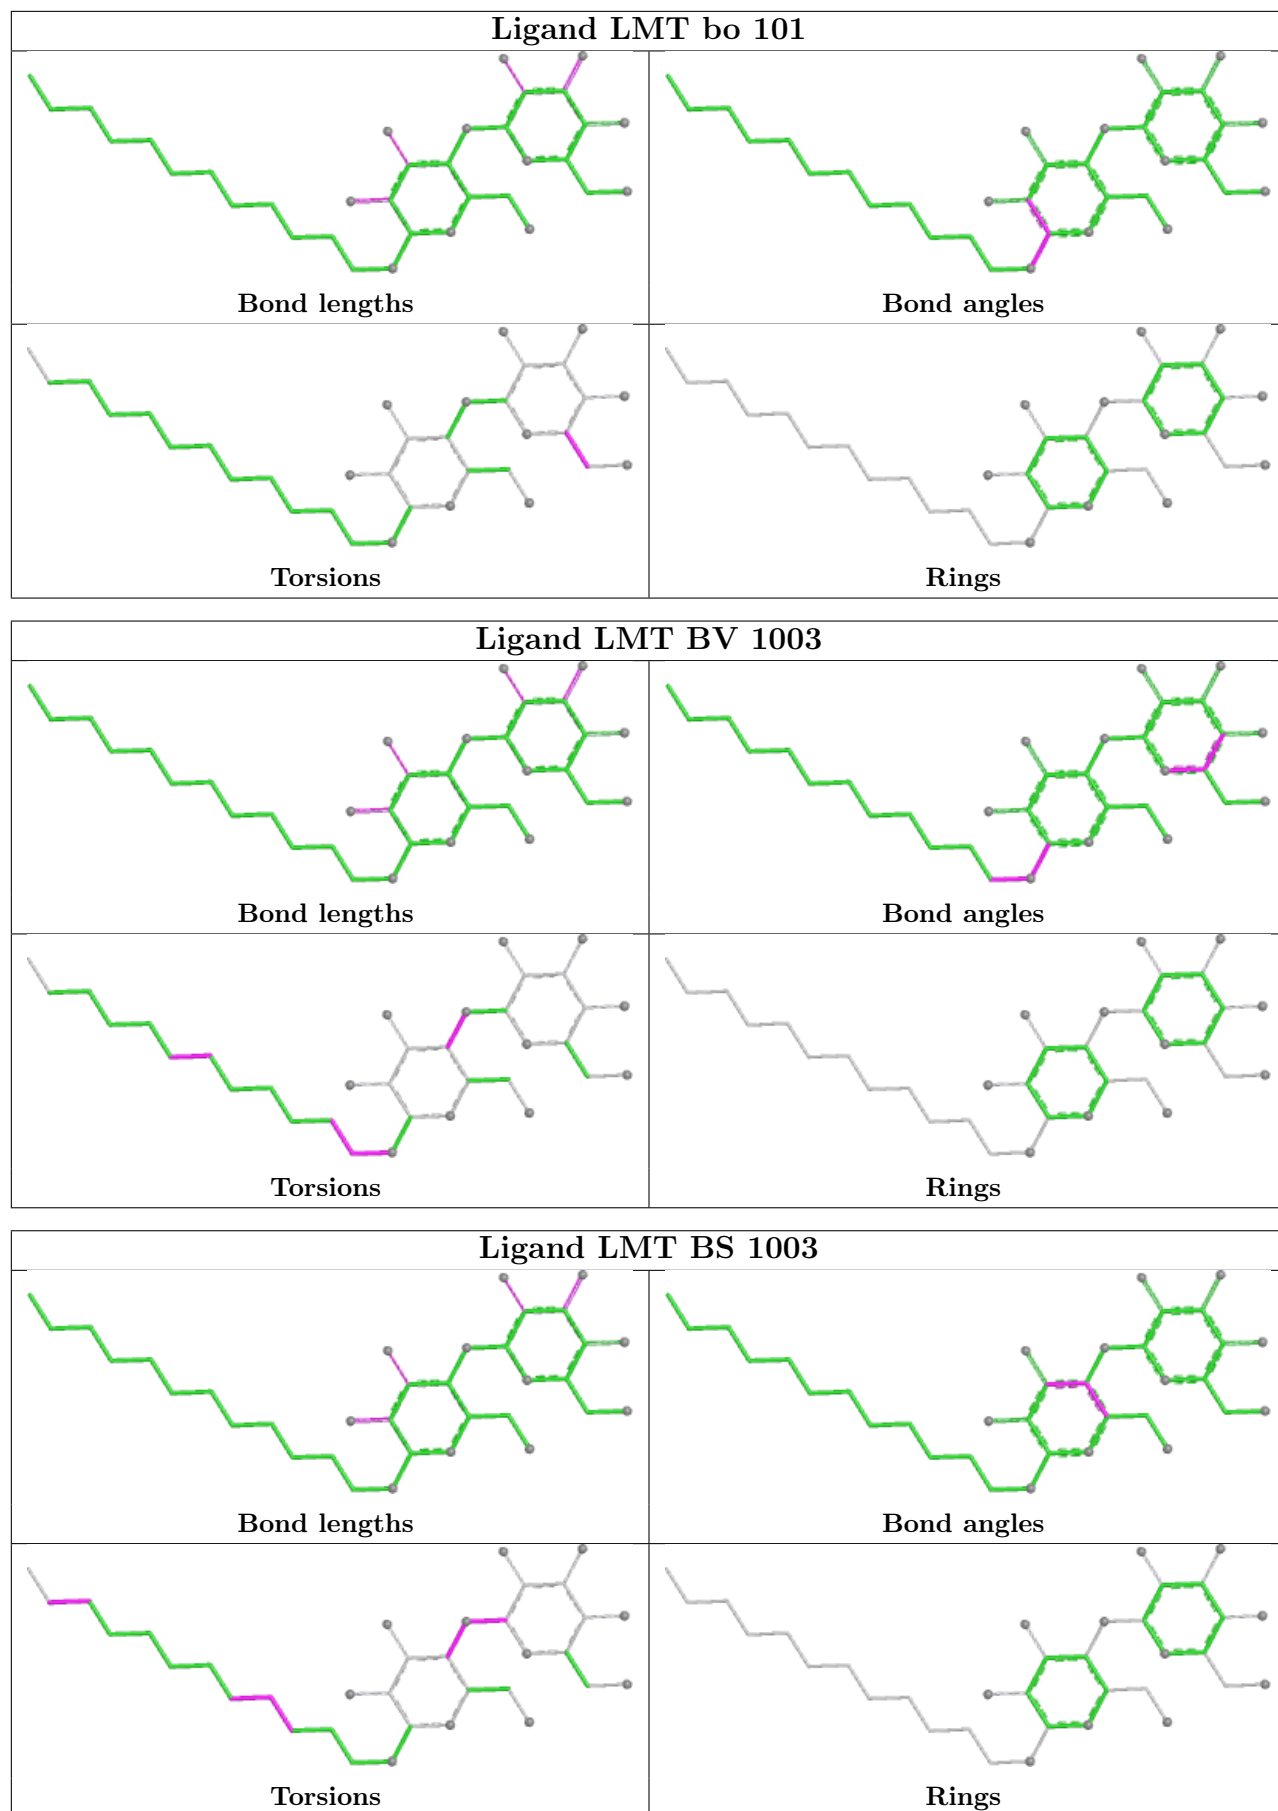 Ligand LMT bo 101
Bond lengths
Bond angles
Torsions
Rings
Ligand LMT BV 1003
Bond lengths
Bond angles
Torsions
Rings
Ligand LMT BS 1003
Bond lengths
Bond angles
Torsions
Rings